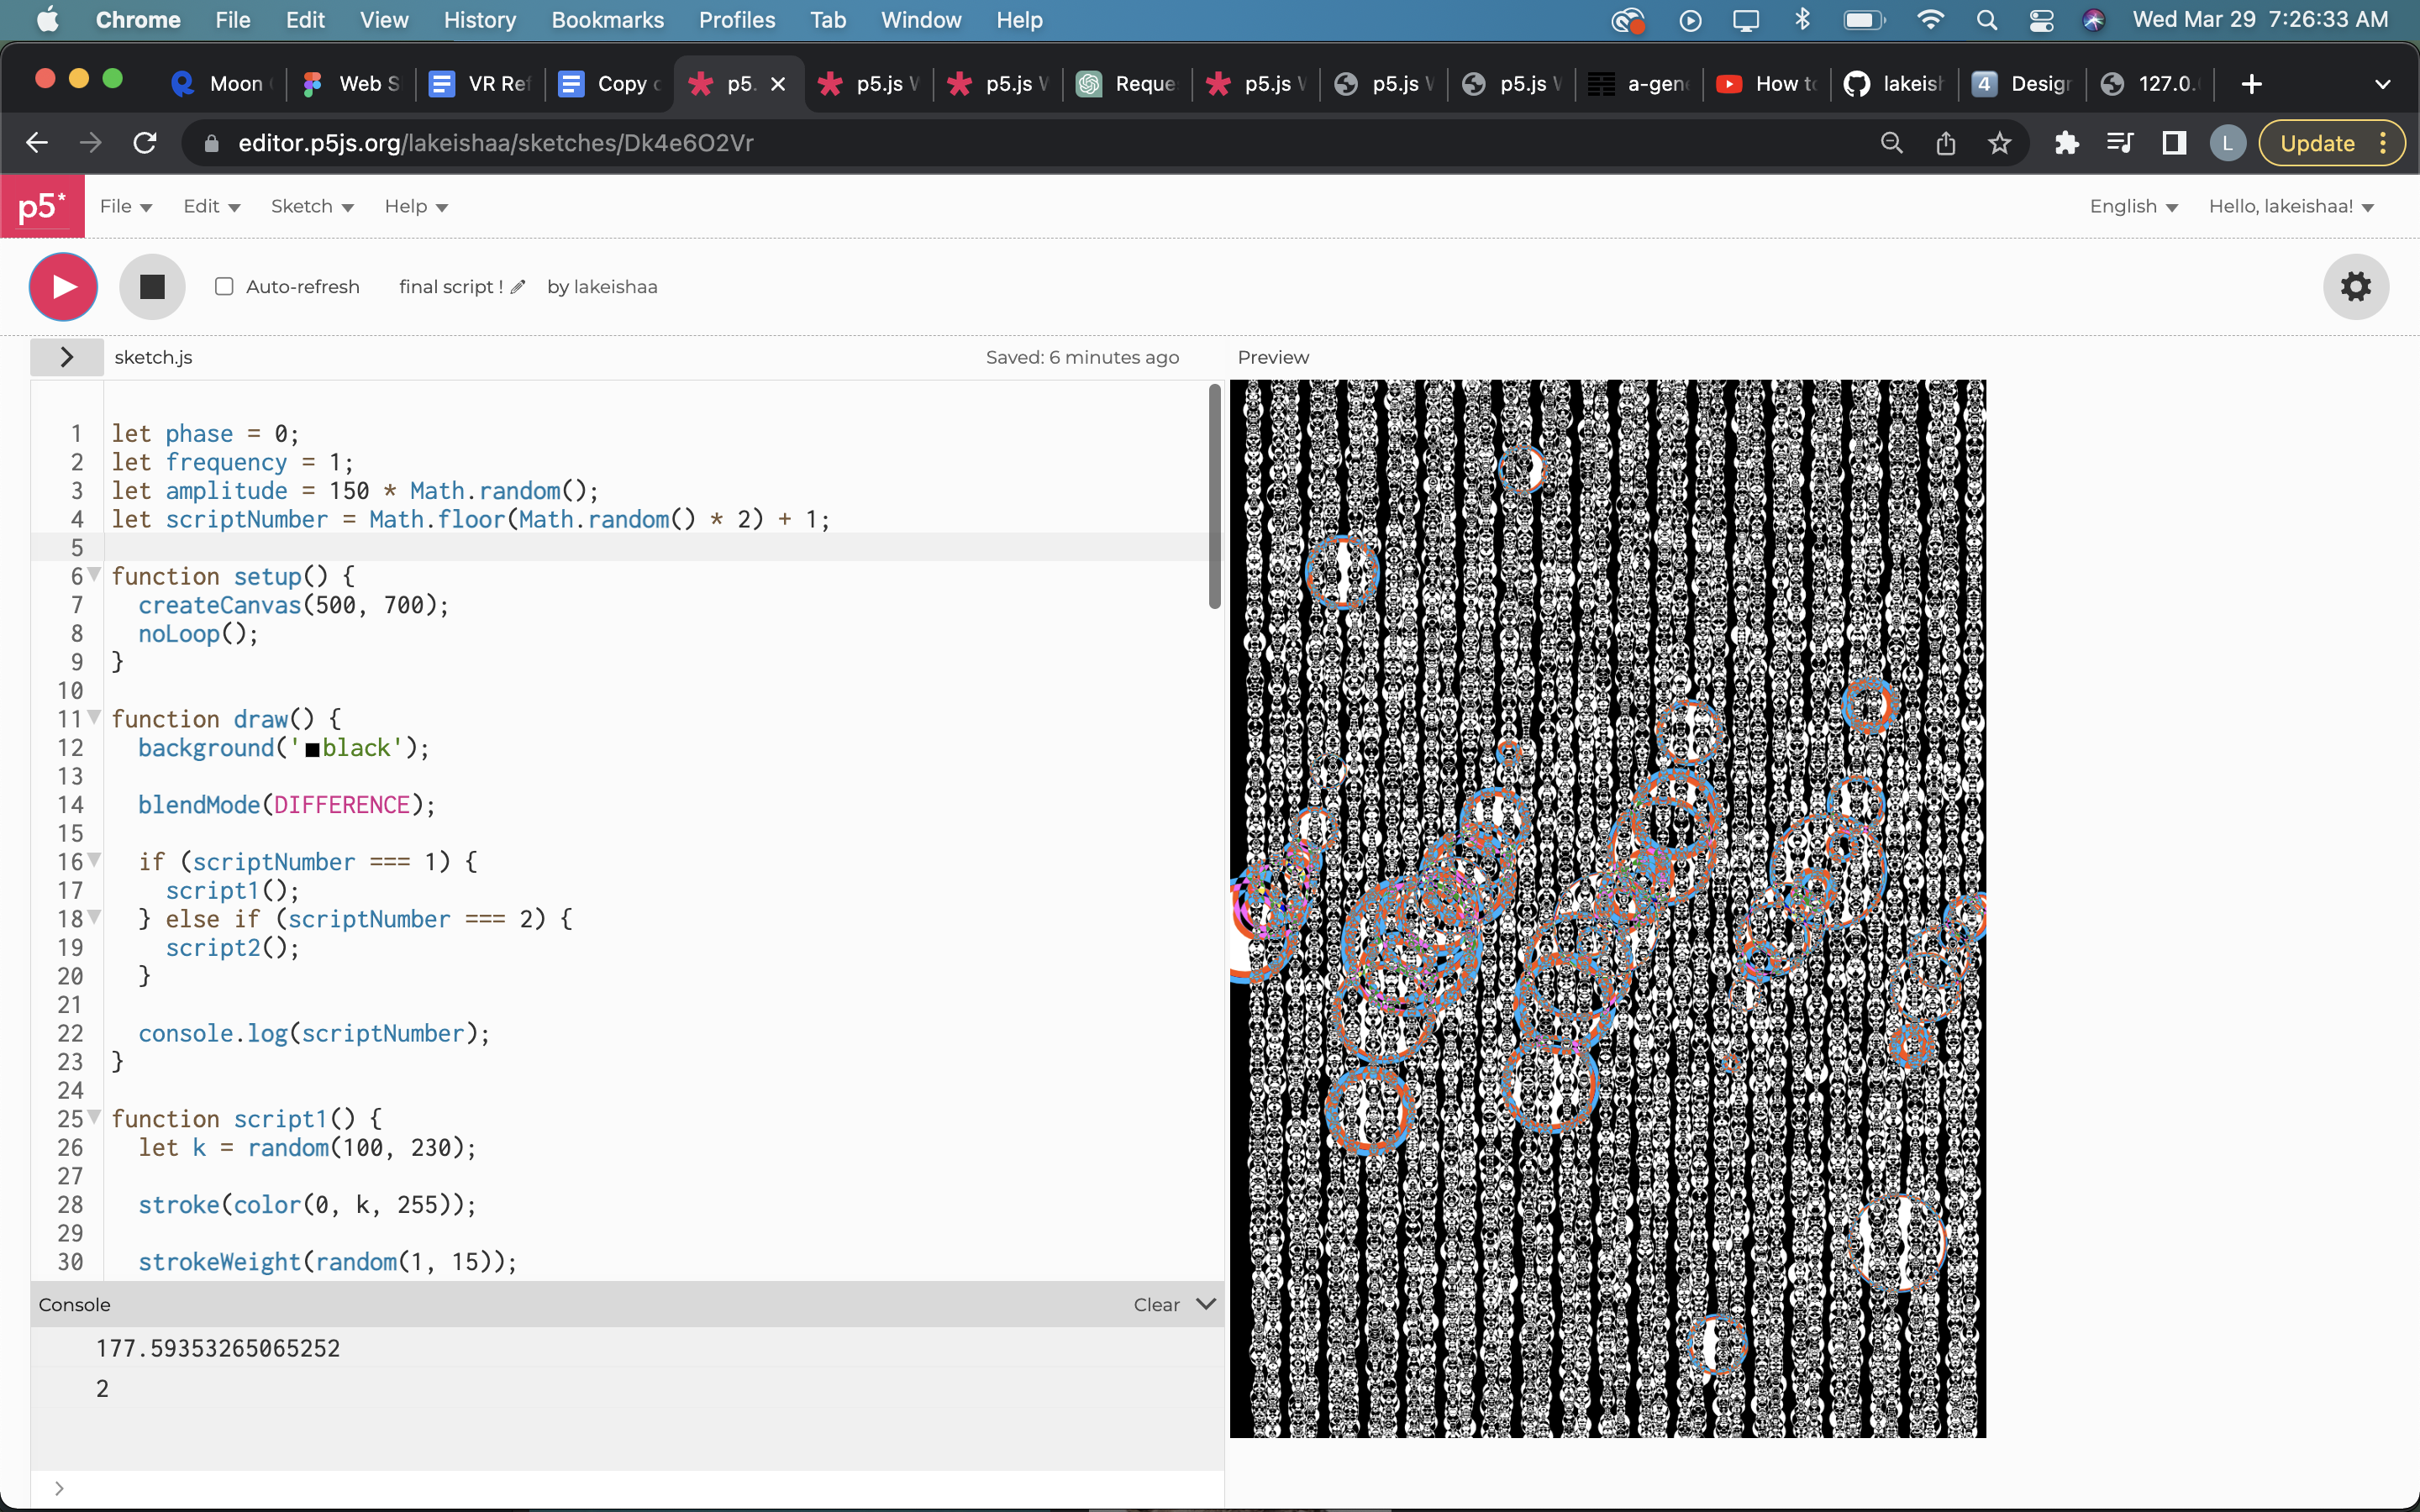 Chrome File Edit View History Bookmarks Profiles Tab Window Help Wed Mar 29 7:26:33 AM
Moon Web S VR Ref Copy p5. p5.js p5.js Reque p5.js p5.js p5.js a-gen How to lakeish 4 Design 127.0.
editor.p5js.org/lakeishaa/sketches/Dk4e6O2Vr L Update
p5* File Edit Sketch Help English Hello, lakeishaa!
Auto-refresh final script ! by lakeishaa
sketch.js Saved: 6 minutes ago Preview
1 let phase = 0;
2 let frequency = 1;
3 let amplitude = 150 * Math.random();
4 let scriptNumber = Math.floor(Math.random() * 2) + 1;
5
6 function setup() {
7 createCanvas(500, 700);
8 noLoop();
9 }
10
11 function draw() {
12 background('black');
13
14 blendMode(DIFFERENCE);
15
16 if (scriptNumber === 1) {
17 script1();
18 } else if (scriptNumber === 2) {
19 script2();
20 }
21
22 console.log(scriptNumber);
23 }
24
25 function script1() {
26 let k = random(100, 230);
27
28 stroke(color(0, k, 255));
29
30 strokeWeight(random(1, 15));
Console Clear
177.59353265065252
2
>